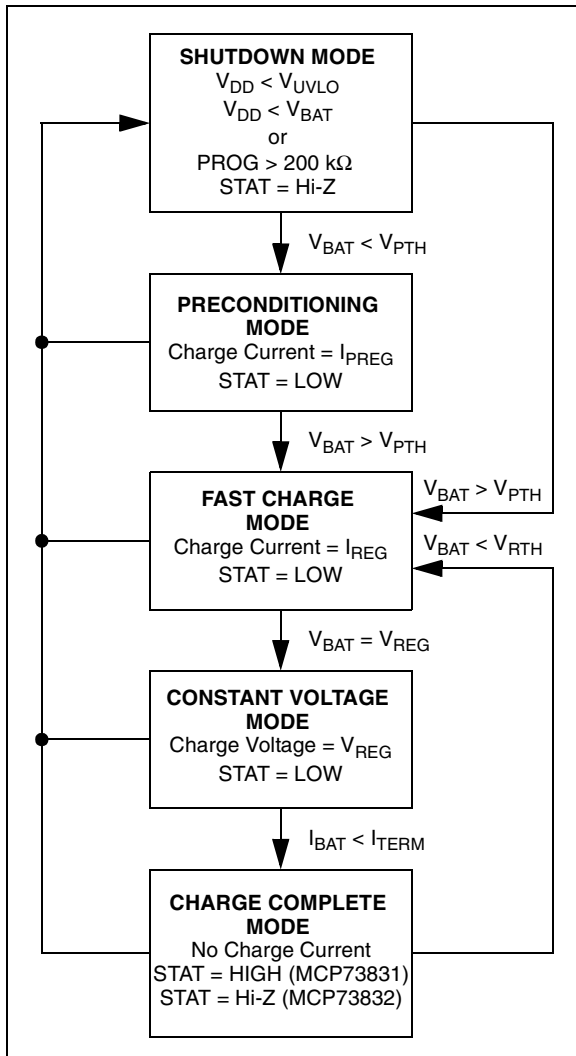 SHUTDOWN MODE
VDD < VUVLO
VDD < VBAT
or
PROG > 200 kΩ
STAT = Hi-Z
VBAT < VPTH
PRECONDITIONING
MODE
Charge Current = IPREG
STAT = LOW
VBAT > VPTH
VBAT > VPTH
FAST CHARGE
MODE
Charge Current = IREG
STAT = LOW
VBAT < VRTH
VBAT = VREG
CONSTANT VOLTAGE
MODE
Charge Voltage = VREG
STAT = LOW
IBAT < ITERM
CHARGE COMPLETE
MODE
No Charge Current
STAT = HIGH (MCP73831)
STAT = Hi-Z (MCP73832)